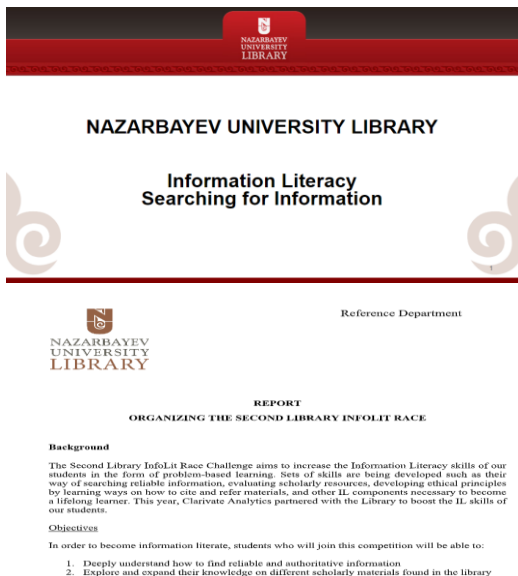 NAZARBAYEV
UNIVERSITY
LIBRARY
NAZARBAYEV UNIVERSITY LIBRARY
Information Literacy
Searching for Information
1
Reference Department
NAZARBAYEV
UNIVERSITY
LIBRARY
REPORT
ORGANIZING THE SECOND LIBRARY INFOLIT RACE
Background
The Second Library InfoLit Race Challenge aims to increase the Information Literacy skills of our
students in the form of problem-based learning. Sets of skills are being developed such as their
way of searching reliable information, evaluating scholarly resources, developing ethical principles
by learning ways on how to cite and refer materials, and other IL components necessary to become
a lifelong learner. This year, Clarivate Analytics partnered with the Library to boost the IL skills of
our students.
Objectives
In order to become information literate, students who will join this competition will be able to:
1. Deeply understand how to find reliable and authoritative information
2. Explore and expand their knowledge on different scholarly materials found in the library